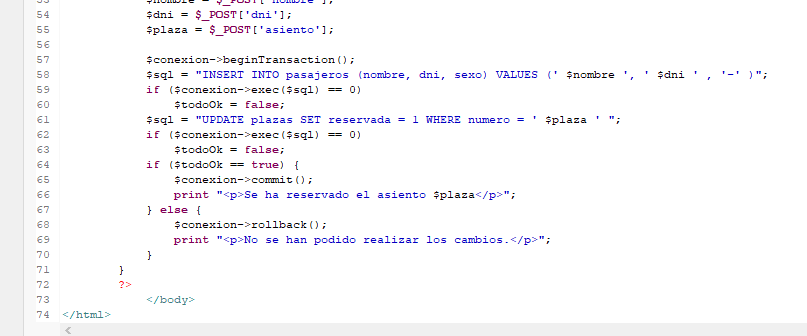 53 $nombre = $_POST['nombre'];
54 $dni = $_POST['dni'];
55 $plaza = $_POST['asiento'];
56
57 $conexion->beginTransaction();
58 $sql = "INSERT INTO pasajeros (nombre, dni, sexo) VALUES (' $nombre ', ' $dni ' , '-' )";
59 if ($conexion->exec($sql) == 0)
60 $todoOk = false;
61 $sql = "UPDATE plazas SET reservada = 1 WHERE numero = ' $plaza ' ";
62 if ($conexion->exec($sql) == 0)
63 $todoOk = false;
64 if ($todoOk == true) {
65 $conexion->commit();
66 print "<p>Se ha reservado el asiento $plaza</p>";
67 } else {
68 $conexion->rollback();
69 print "<p>No se han podido realizar los cambios.</p>";
70 }
71 }
72 ?>
73 </body>
74 </html>